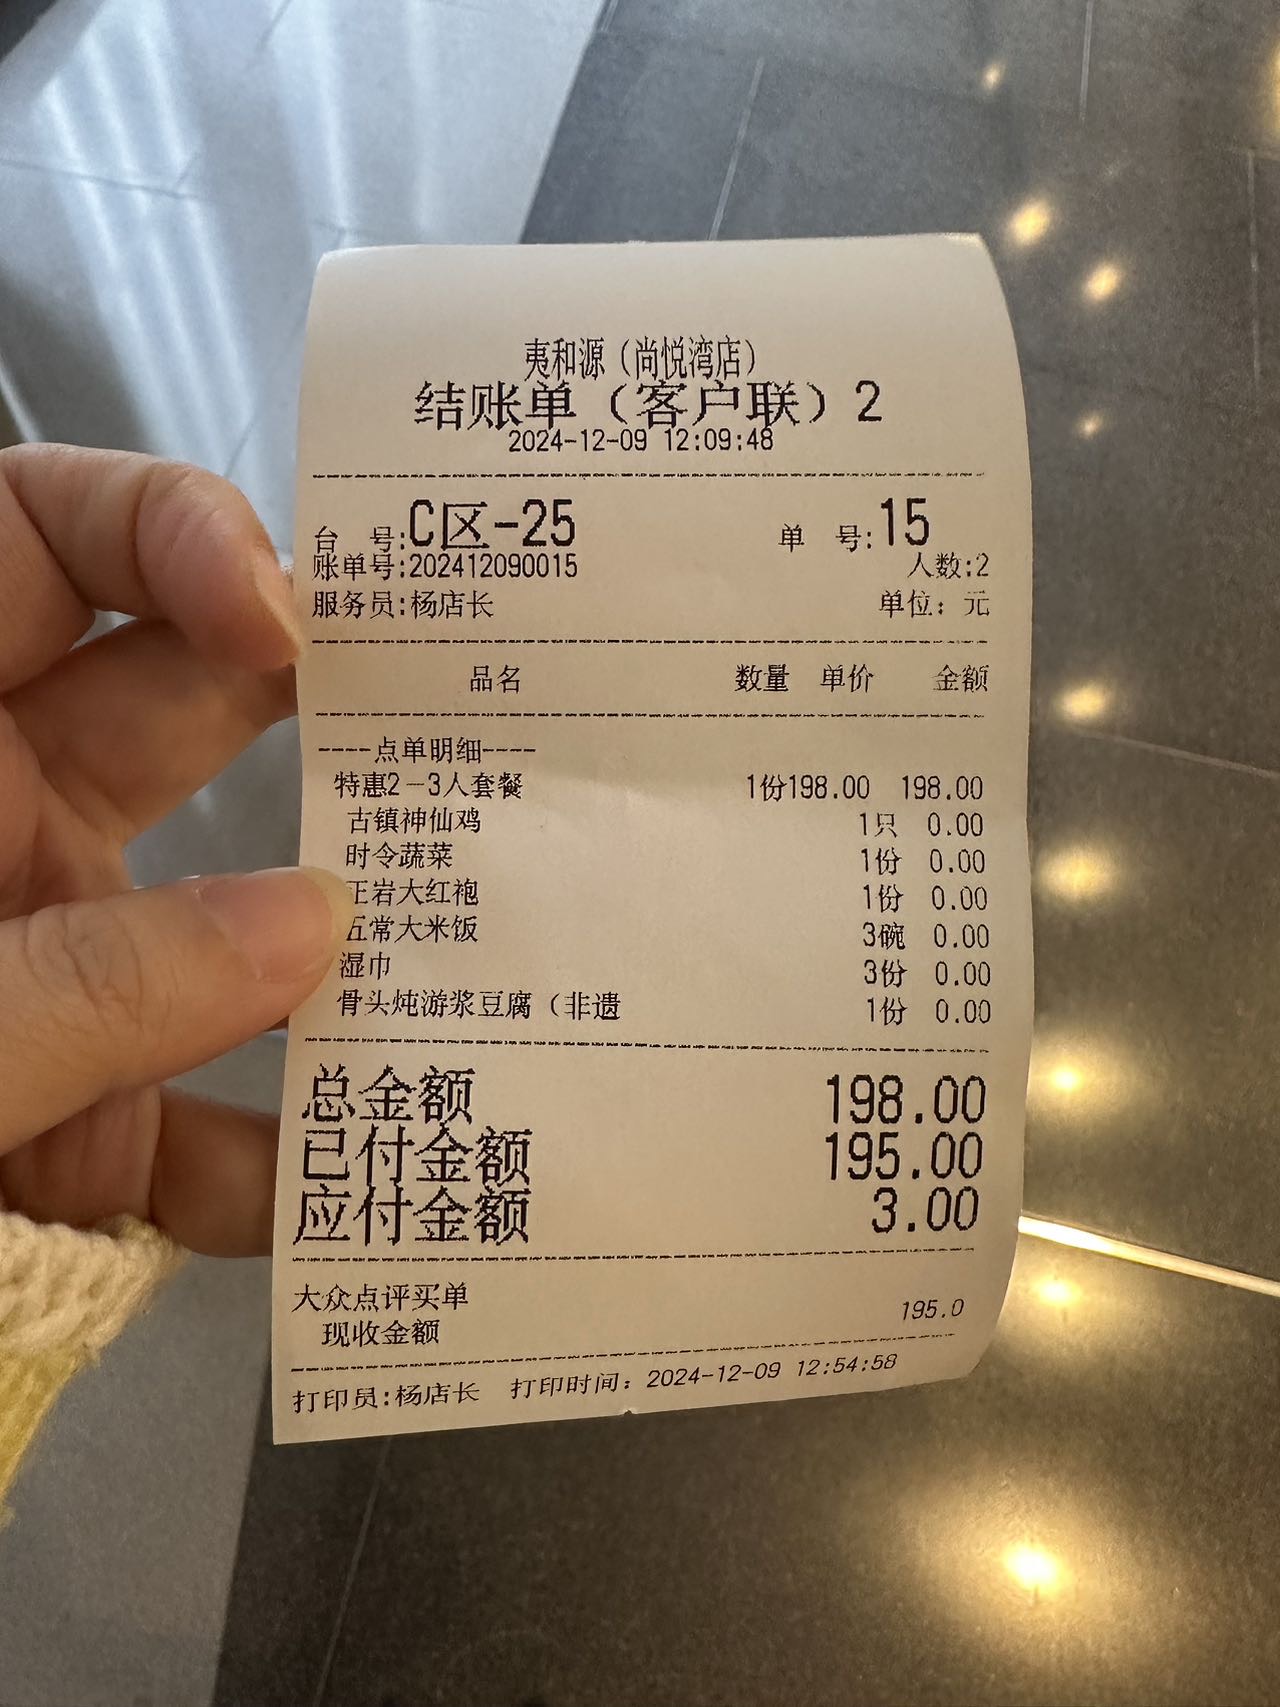 夷和源（尚悦湾店）
结账单（客户联）2
2024-12-09 12:09:48
台 号:C区-25 单 号:15
账单号:202412090015 人数:2
服务员:杨店长 单位：元
品名 数量 单价 金额
----点单明细----
特惠2-3人套餐 1份198.00 198.00
古镇神仙鸡 1只 0.00
时令蔬菜 1份 0.00
正岩大红袍 1份 0.00
五常大米饭 3碗 0.00
湿巾 3份 0.00
骨头炖游浆豆腐（非遗 1份 0.00
总金额 198.00
已付金额 195.00
应付金额 3.00
大众点评买单 195.0
现收金额
打印员:杨店长 打印时间：2024-12-09 12:54:58